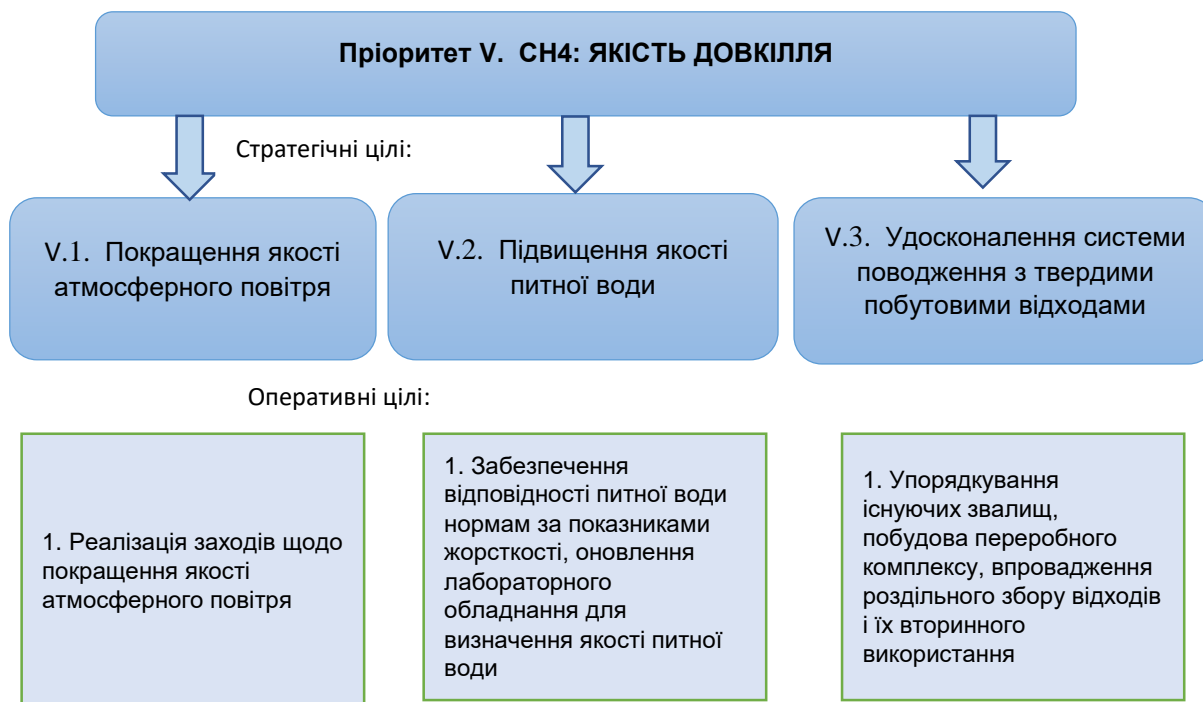 Пріоритет V. СН4: ЯКІСТЬ ДОВКІЛЛЯ
Стратегічні цілі:
V.1. Покращення якості
атмосферного повітря
V.2. Підвищення якості
питної води
V.3. Удосконалення системи
поводження з твердими
побутовими відходами
Оперативні цілі:
1. Реалізація заходів щодо
покращення якості
атмосферного повітря
1. Забезпечення
відповідності питної води
нормам за показниками
жорсткості, оновлення
лабораторного
обладнання для
визначення якості питної
води
1. Упорядкування
існуючих звалищ,
побудова переробного
комплексу, впровадження
роздільного збору відходів
і їх вторинного
використання